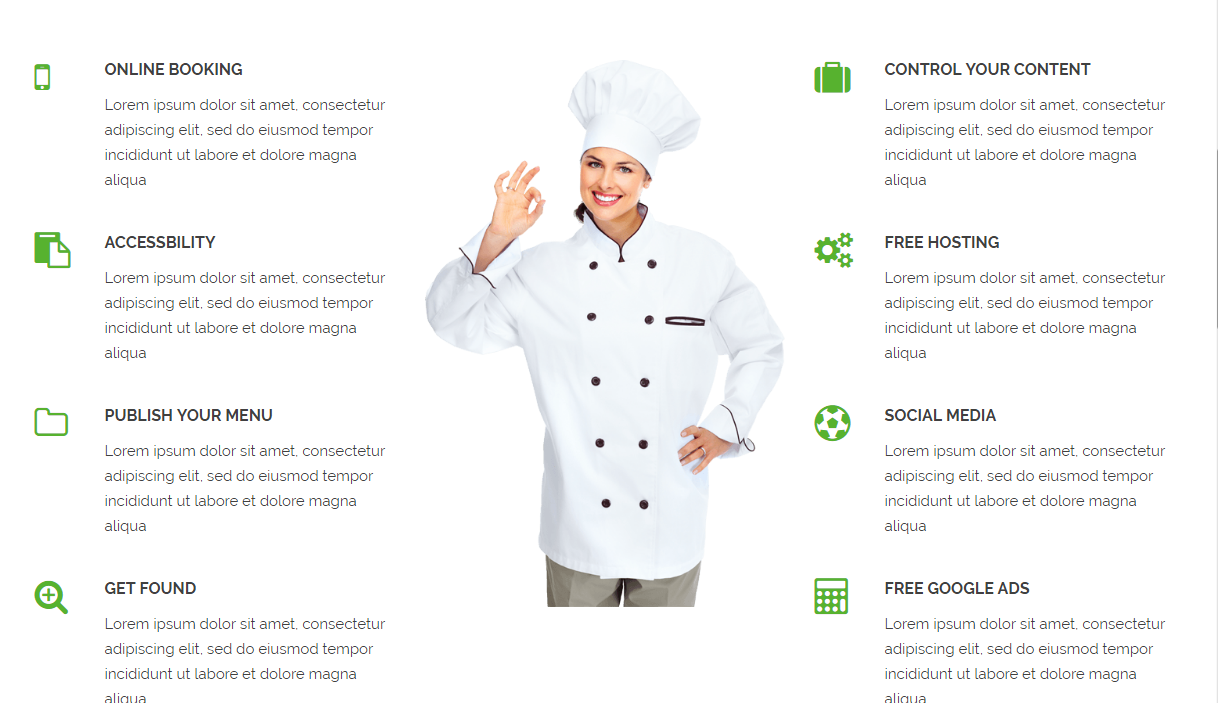 ONLINE BOOKING
Lorem ipsum dolor sit amet, consectetur
adipiscing elit, sed do eiusmod tempor
incididunt ut labore et dolore magna
aliqua
ACCESSBILITY
Lorem ipsum dolor sit amet, consectetur
adipiscing elit, sed do eiusmod tempor
incididunt ut labore et dolore magna
aliqua
PUBLISH YOUR MENU
Lorem ipsum dolor sit amet, consectetur
adipiscing elit, sed do eiusmod tempor
incididunt ut labore et dolore magna
aliqua
GET FOUND
Lorem ipsum dolor sit amet, consectetur
adipiscing elit, sed do eiusmod tempor
incididunt ut labore et dolore magna
aliqua
CONTROL YOUR CONTENT
Lorem ipsum dolor sit amet, consectetur
adipiscing elit, sed do eiusmod tempor
incididunt ut labore et dolore magna
aliqua
FREE HOSTING
Lorem ipsum dolor sit amet, consectetur
adipiscing elit, sed do eiusmod tempor
incididunt ut labore et dolore magna
aliqua
SOCIAL MEDIA
Lorem ipsum dolor sit amet, consectetur
adipiscing elit, sed do eiusmod tempor
incididunt ut labore et dolore magna
aliqua
FREE GOOGLE ADS
Lorem ipsum dolor sit amet, consectetur
adipiscing elit, sed do eiusmod tempor
incididunt ut labore et dolore magna
aliqua